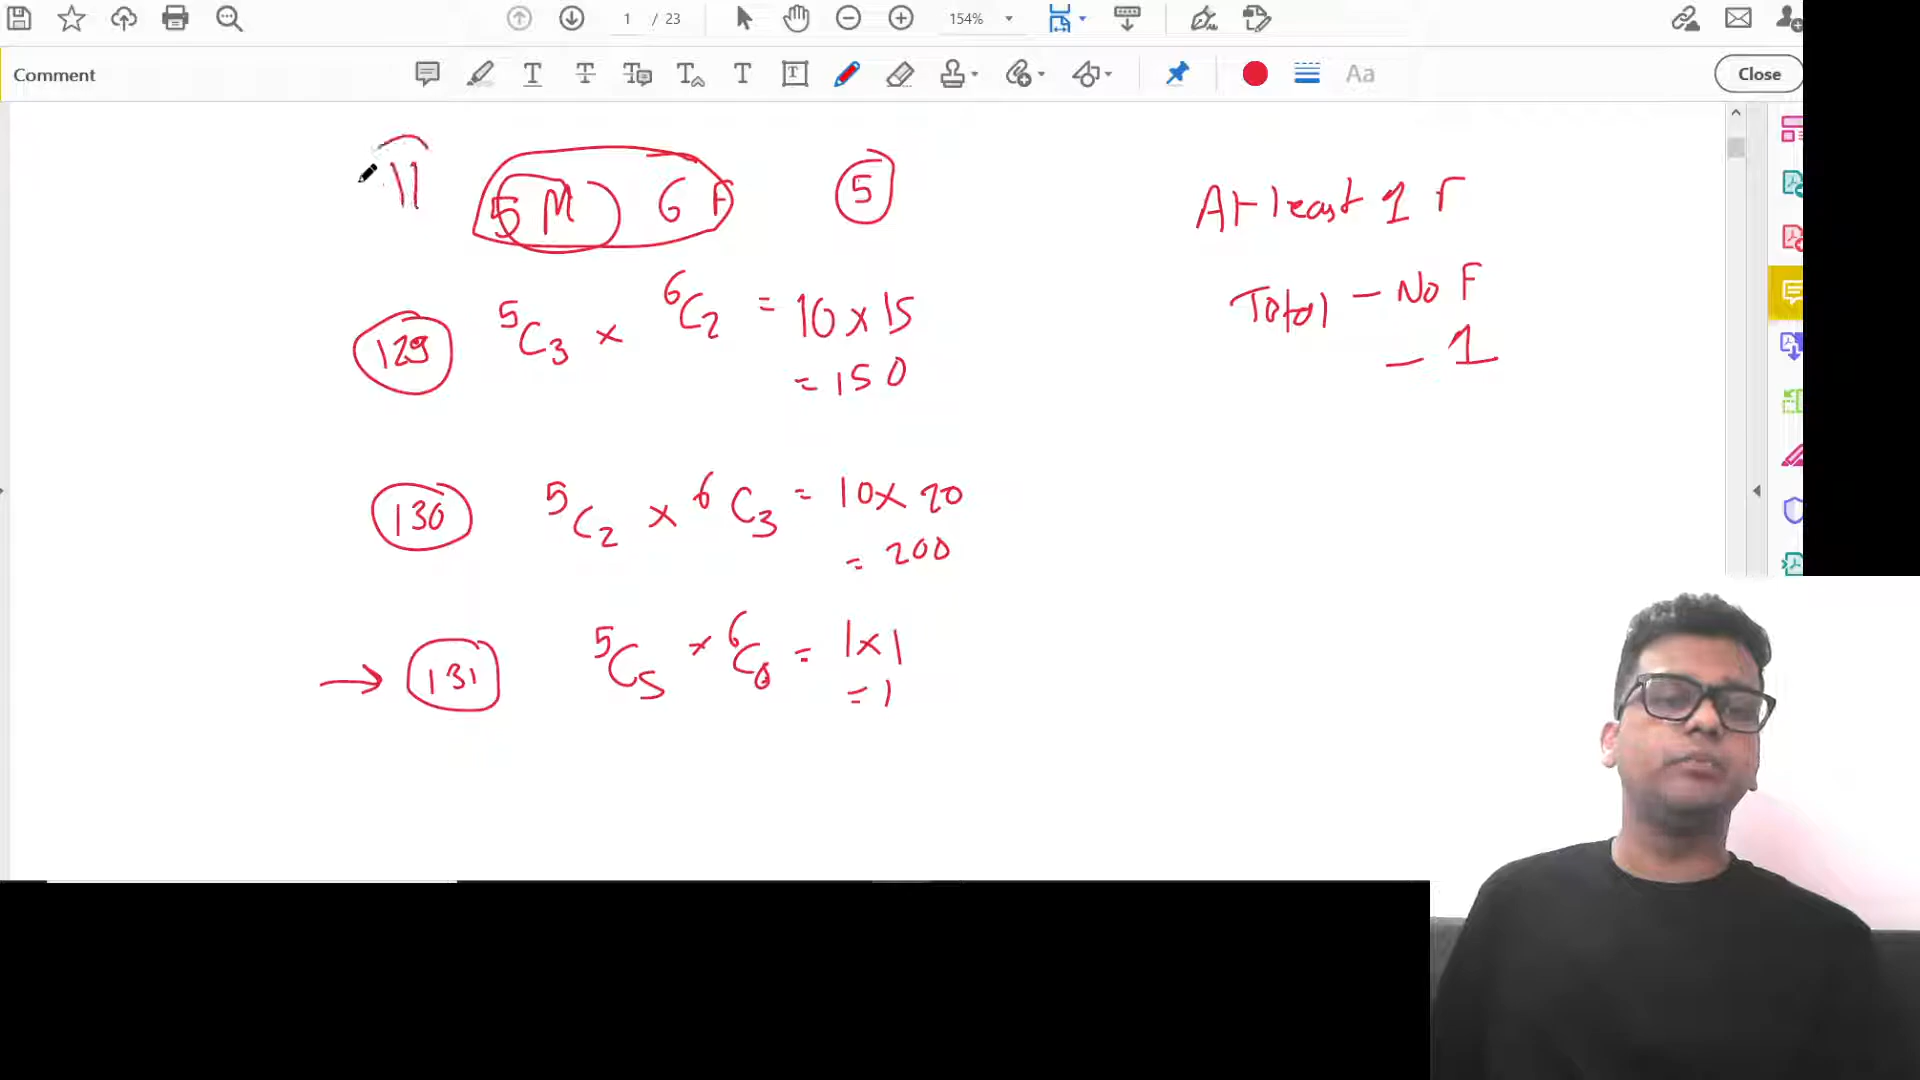 1 / 23 154%
Comment Aa Close
11 5 M 6 F 5
At least 1 F
129 ⁵C₃ × ⁶C₂ = 10 × 15
= 150
Total - No F
- 1
130 ⁵C₂ × ⁶C₃ = 10 × 20
= 200
131 ⁵C₅ × ⁶C₀ = 1 × 1
= 1